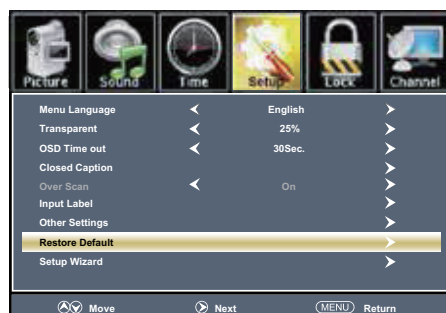 Picture Sound Time Setup Lock Channel
Menu Language English
Transparent 25%
OSD Time out 30Sec.
Closed Caption
Over Scan On
Input Label
Other Settings
Restore Default
Setup Wizard
Move Next MENU Return